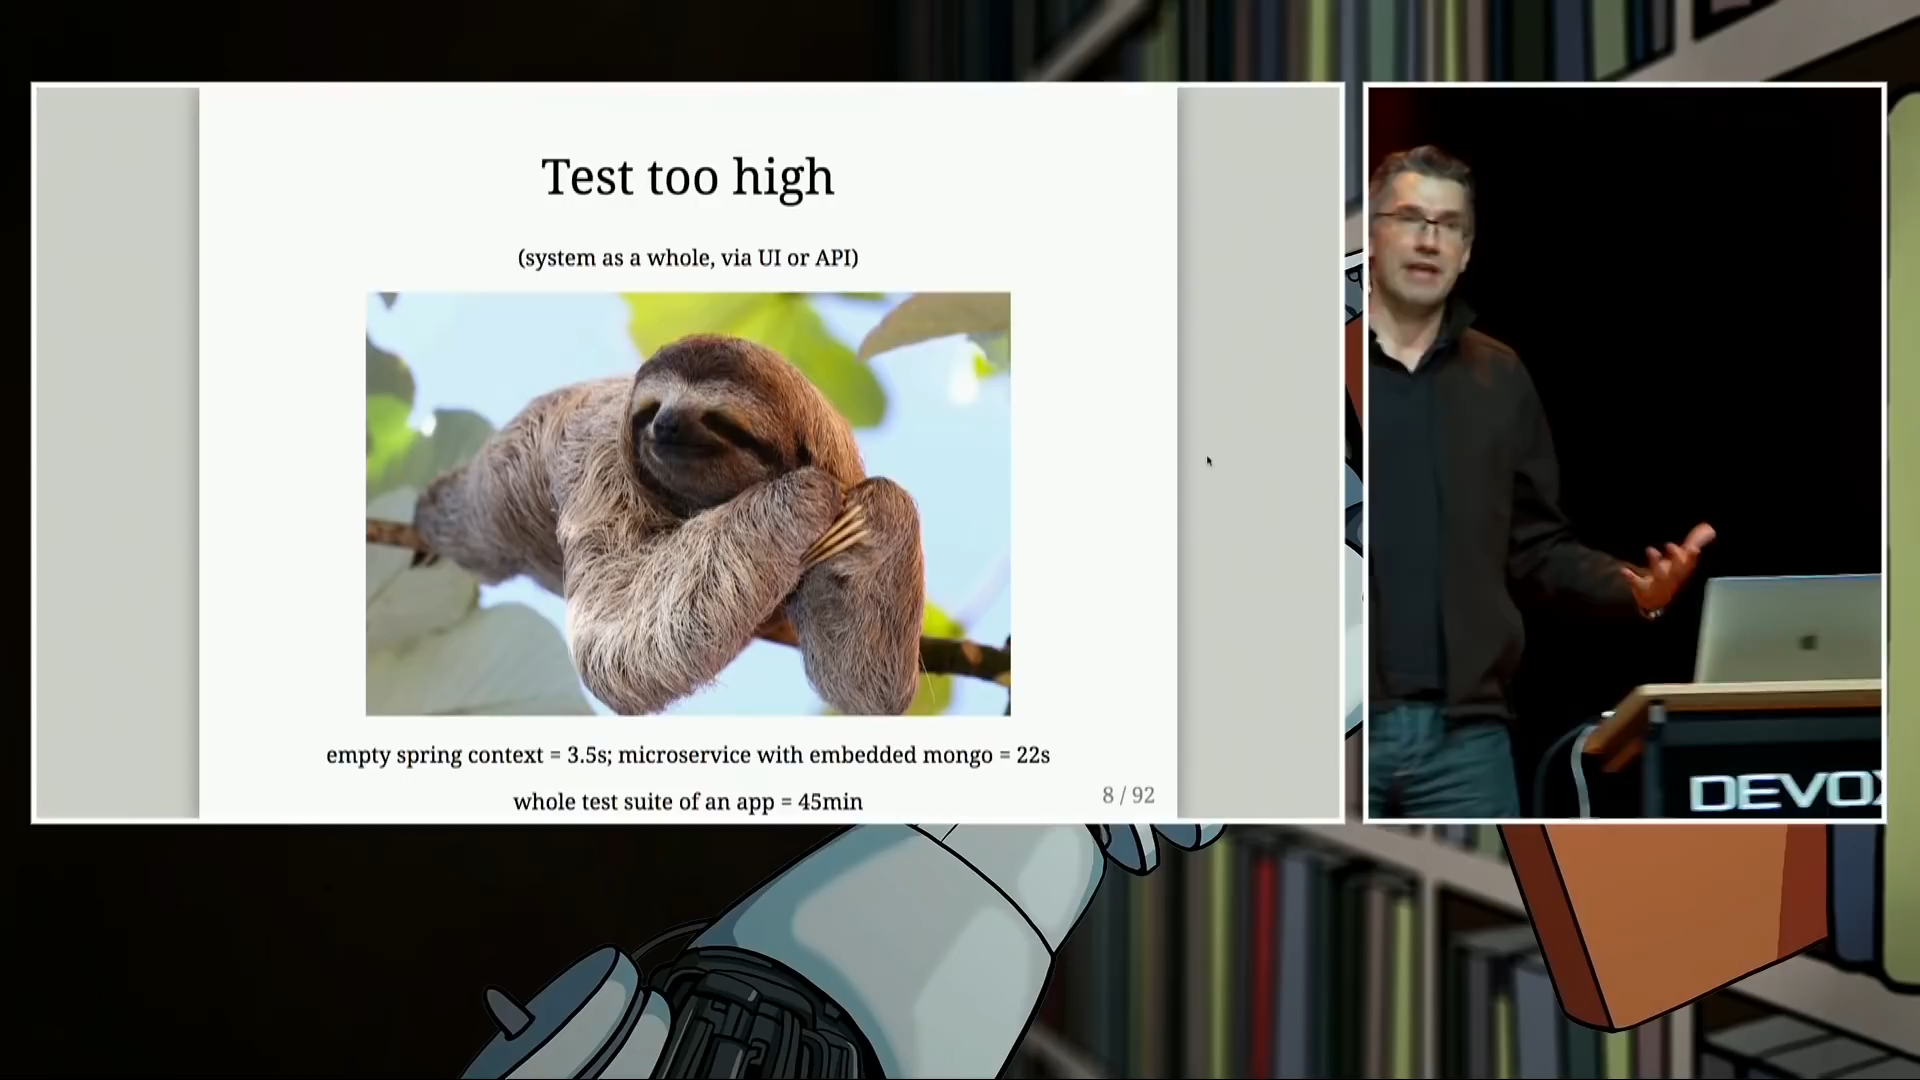 Test too high
(system as a whole, via UI or API)
empty spring context = 3.5s; microservice with embedded mongo = 22s
whole test suite of an app = 45min
8 / 92
DEVOX